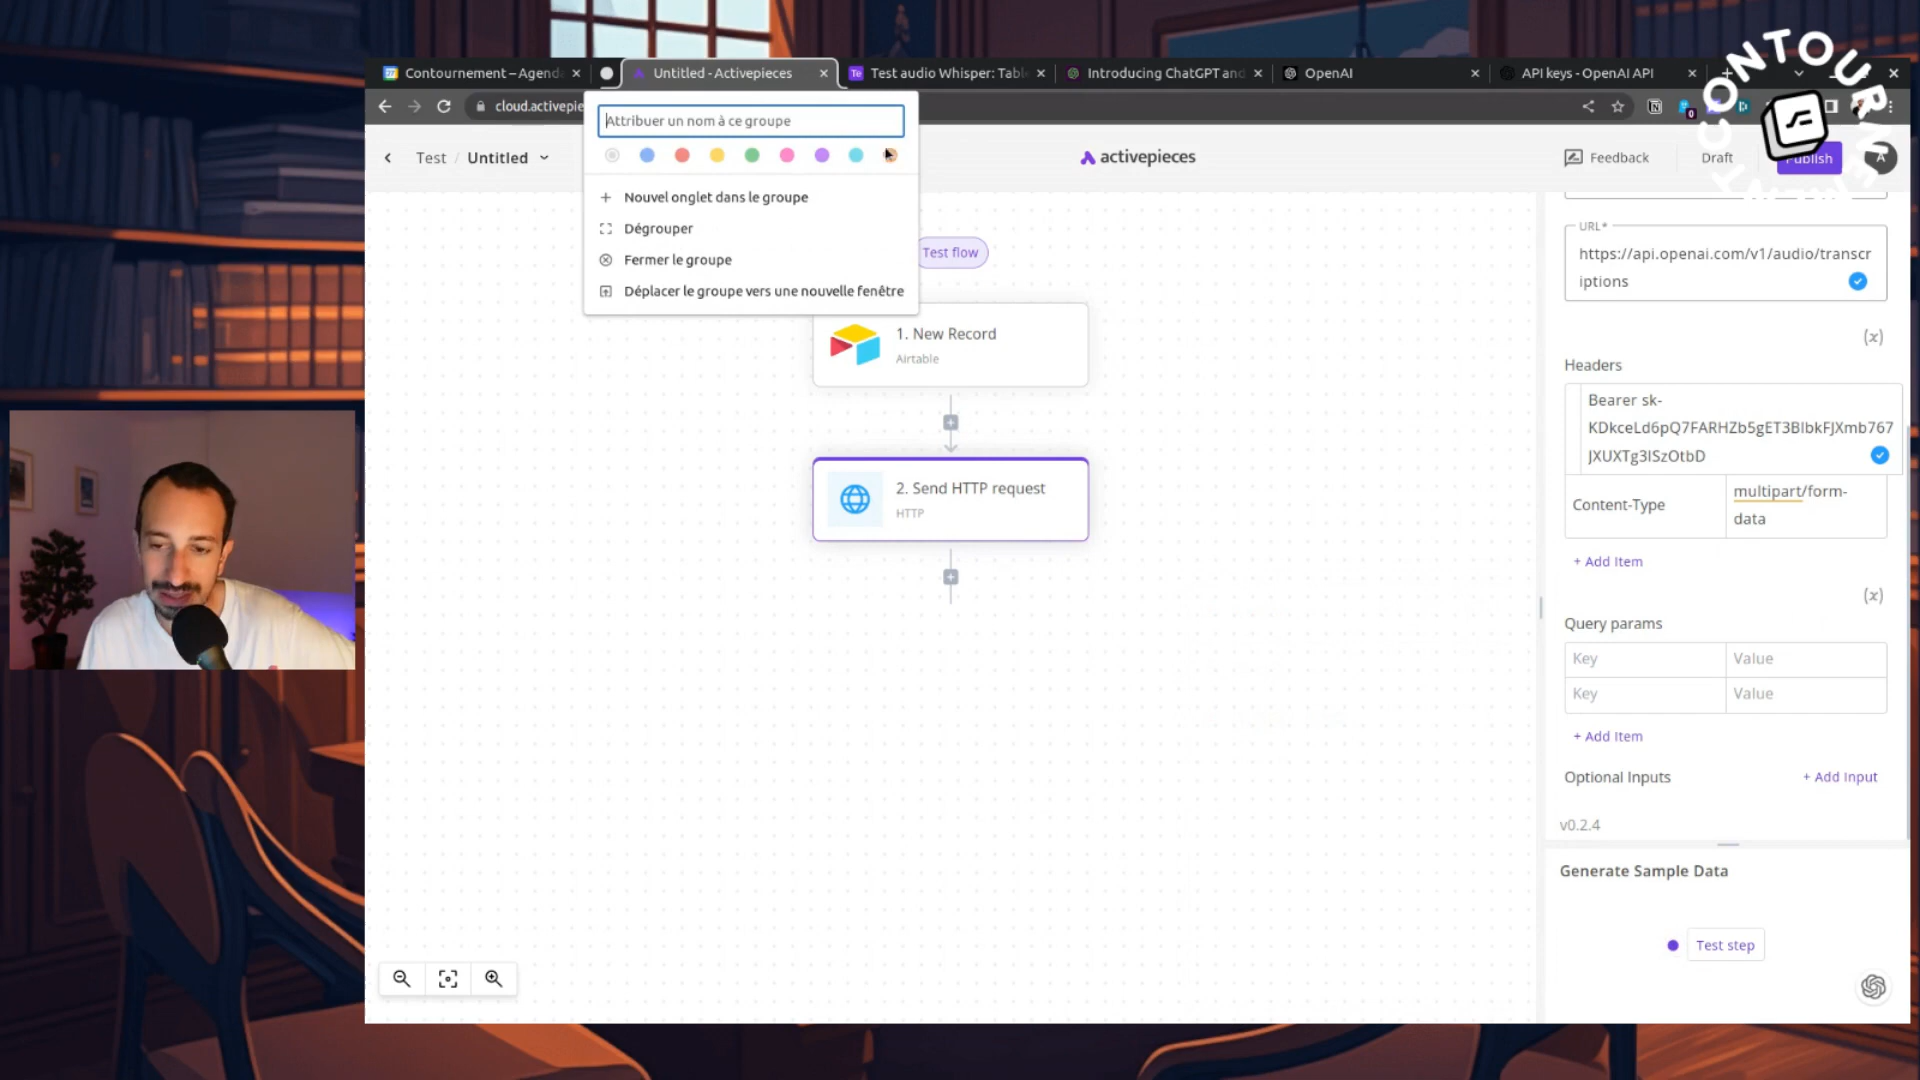 Contournement – Agend
Untitled - Activepieces
Test audio Whisper: Tabl
Introducing ChatGPT and
OpenAI
API keys - OpenAI API
cloud.activepie
0
CONTOURNEMENT
Attribuer un nom à ce groupe
Nouvel onglet dans le groupe
Dégrouper
Fermer le groupe
Déplacer le groupe vers une nouvelle fenêtre
Test / Untitled
activepieces
Feedback
Draft
Publish
A
Test flow
1. New Record
Airtable
2. Send HTTP request
HTTP
URL*
https://api.openai.com/v1/audio/transcr
iptions
(x)
Headers
Bearer sk-
Content-Type
multipart/form-
data
+ Add Item
(x)
Query params
Key
Value
Key
Value
+ Add Item
Optional Inputs
+ Add Input
v0.2.4
Generate Sample Data
Test step